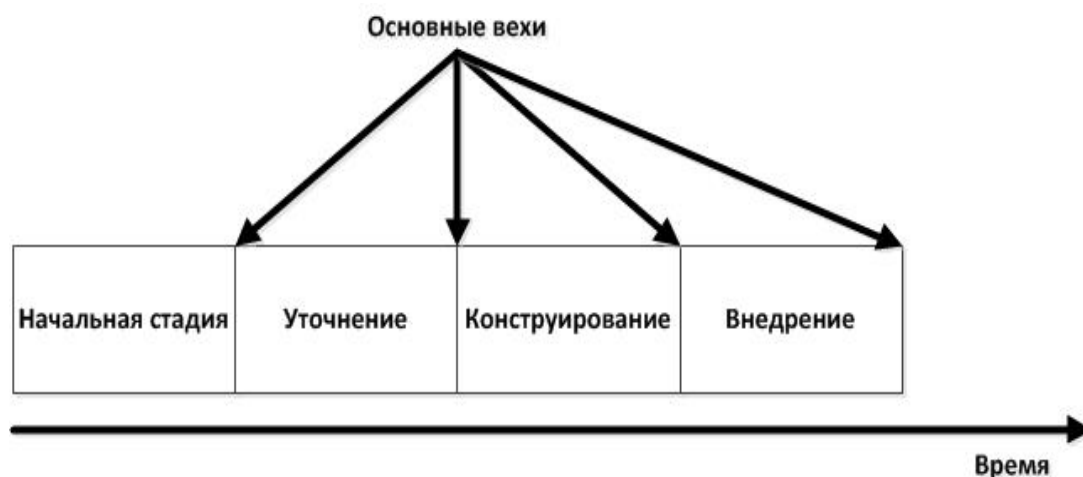 Основные вехи
Начальная стадия
Уточнение
Конструирование
Внедрение
Время